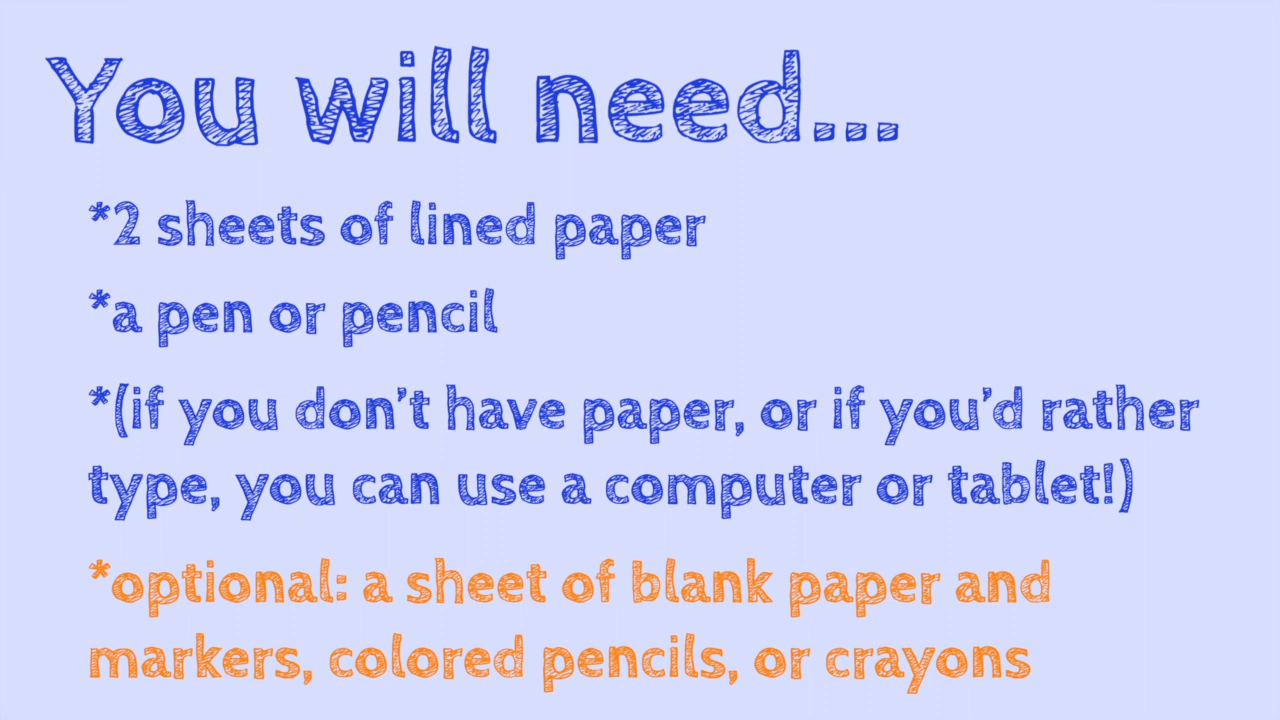 You will need...
*2 sheets of lined paper
*a pen or pencil
*(if you don't have paper, or if you'd rather
type, you can use a computer or tablet!)
*optional: a sheet of blank paper and
markers, colored pencils, or crayons